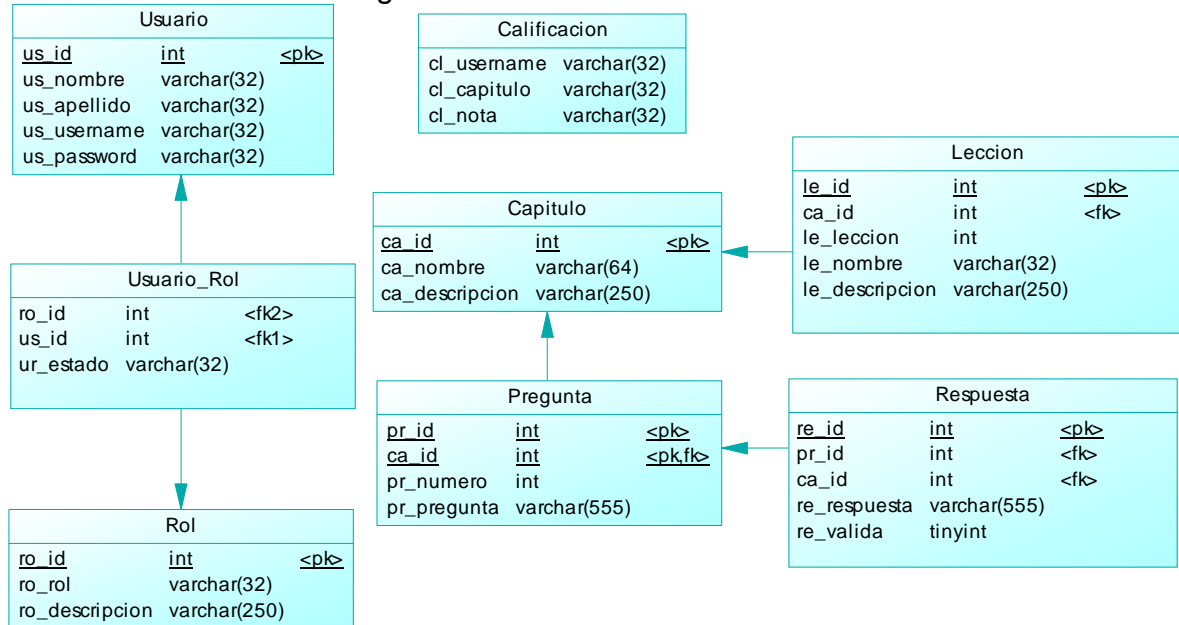 Usuario
us_id int <pk>
us_nombre varchar(32)
us_apellido varchar(32)
us_username varchar(32)
us_password varchar(32)
Calificacion
cl_username varchar(32)
cl_capitulo varchar(32)
cl_nota varchar(32)
Leccion
le_id int <pk>
ca_id int <fk>
le_leccion int
le_nombre varchar(32)
le_descripcion varchar(250)
Capitulo
ca_id int <pk>
ca_nombre varchar(64)
ca_descripcion varchar(250)
Usuario_Rol
ro_id int <fk2>
us_id int <fk1>
ur_estado varchar(32)
Pregunta
pr_id int <pk>
ca_id int <pk,fk>
pr_numero int
pr_pregunta varchar(555)
Respuesta
re_id int <pk>
pr_id int <fk>
ca_id int <fk>
re_respuesta varchar(555)
re_valida tinyint
Rol
ro_id int <pk>
ro_rol varchar(32)
ro_descripcion varchar(250)